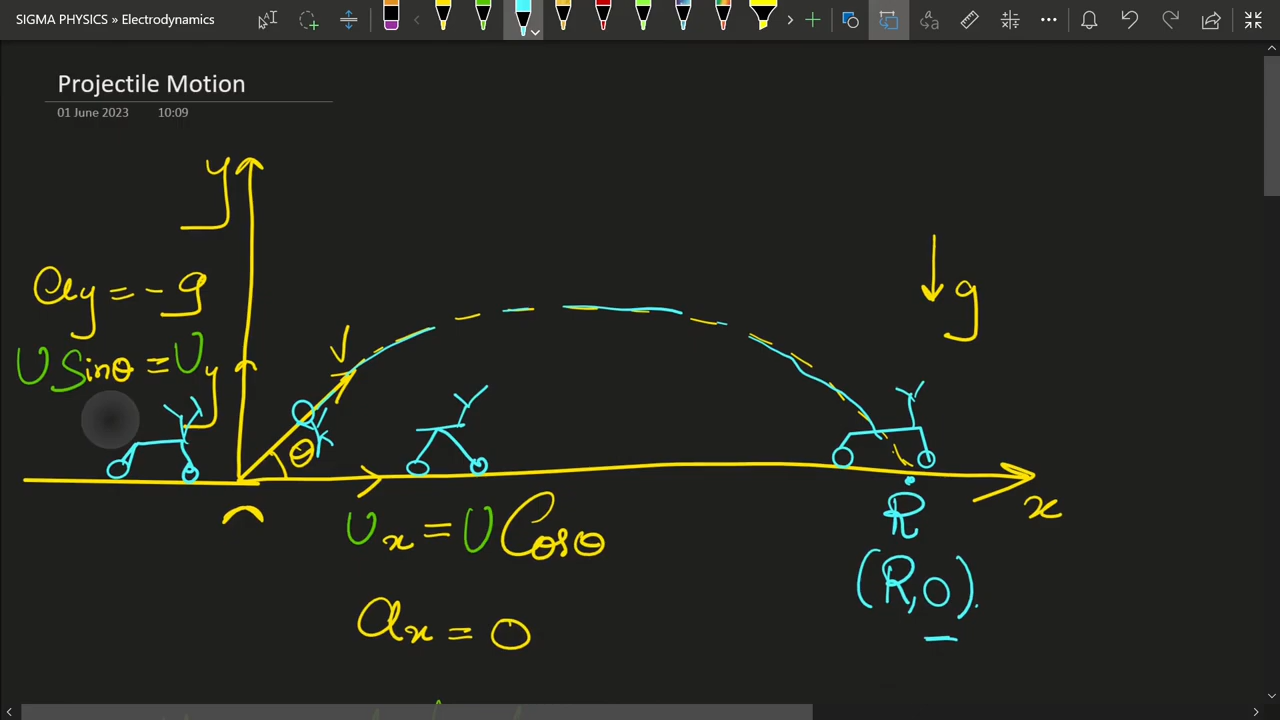 SIGMA PHYSICS » Electrodynamics
Projectile Motion
01 June 2023 10:09
y
ay = -g
g
V
U Sinθ = Uy
θ
R
x
Ux = U Cosθ
(R, 0).
ax = 0